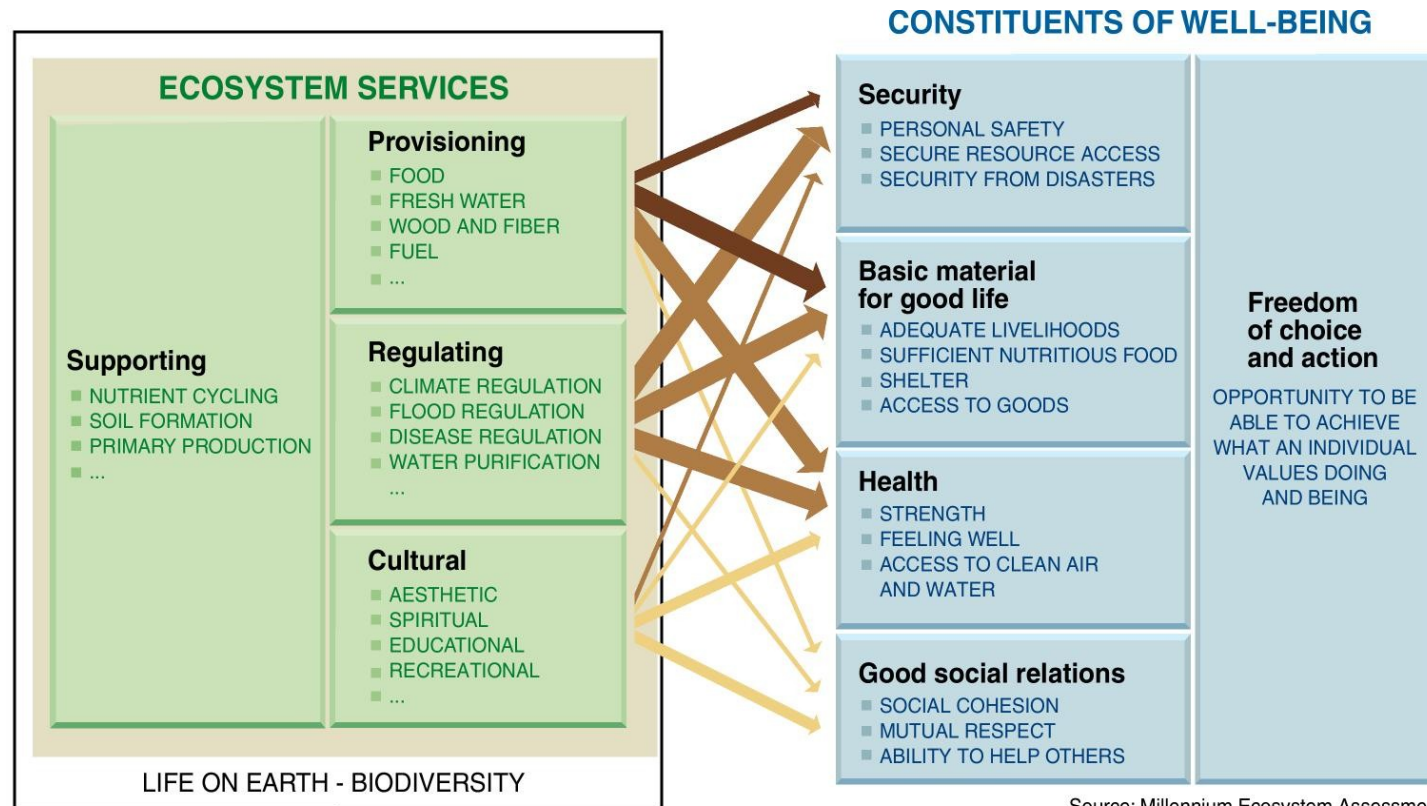 CONSTITUENTS OF WELL-BEING
ECOSYSTEM SERVICES
Supporting
NUTRIENT CYCLING
SOIL FORMATION
PRIMARY PRODUCTION
...
Provisioning
FOOD
FRESH WATER
WOOD AND FIBER
FUEL
...
Regulating
CLIMATE REGULATION
FLOOD REGULATION
DISEASE REGULATION
WATER PURIFICATION
...
Cultural
AESTHETIC
SPIRITUAL
EDUCATIONAL
RECREATIONAL
...
LIFE ON EARTH - BIODIVERSITY
Security
PERSONAL SAFETY
SECURE RESOURCE ACCESS
SECURITY FROM DISASTERS
Basic material
for good life
ADEQUATE LIVELIHOODS
SUFFICIENT NUTRITIOUS FOOD
SHELTER
ACCESS TO GOODS
Health
STRENGTH
FEELING WELL
ACCESS TO CLEAN AIR
AND WATER
Good social relations
SOCIAL COHESION
MUTUAL RESPECT
ABILITY TO HELP OTHERS
Freedom
of choice
and action
OPPORTUNITY TO BE
ABLE TO ACHIEVE
WHAT AN INDIVIDUAL
VALUES DOING
AND BEING
Source: Millennium Ecosystem